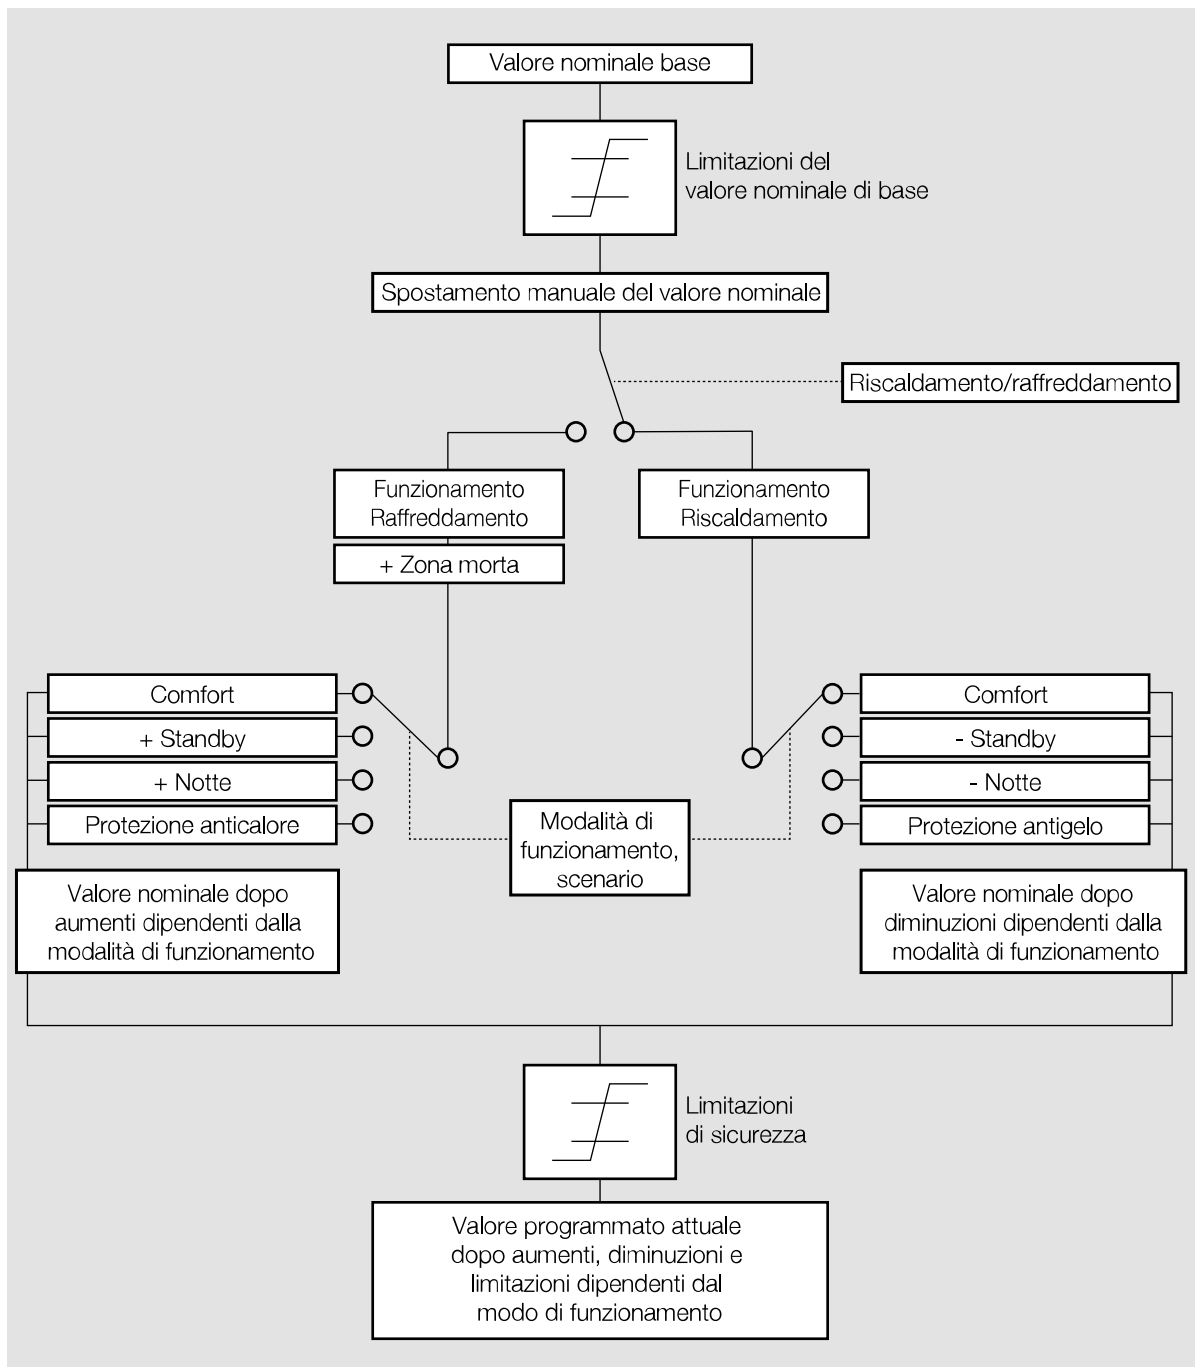 Valore nominale base
Limitazioni del
valore nominale di base
Spostamento manuale del valore nominale
Riscaldamento/raffreddamento
Funzionamento
Raffreddamento
+ Zona morta
Funzionamento
Riscaldamento
Comfort
+ Standby
+ Notte
Protezione anticalore
Valore nominale dopo
aumenti dipendenti dalla
modalità di funzionamento
Modalità di
funzionamento,
scenario
Comfort
- Standby
- Notte
Protezione antigelo
Valore nominale dopo
diminuzioni dipendenti dalla
modalità di funzionamento
Limitazioni
di sicurezza
Valore programmato attuale
dopo aumenti, diminuzioni e
limitazioni dipendenti dal
modo di funzionamento